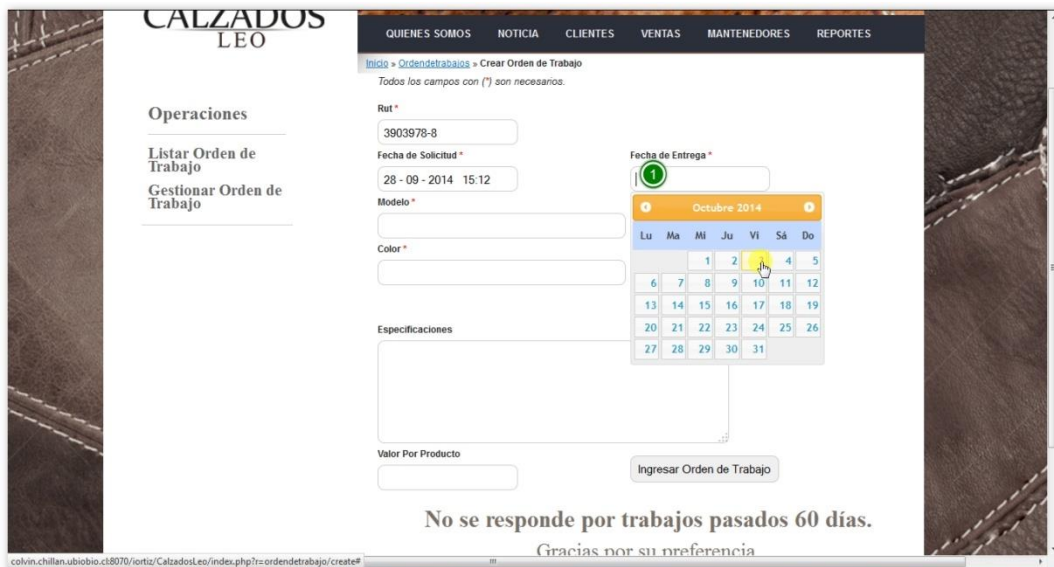 CALZADOS
LEO
QUIENES SOMOS NOTICIA CLIENTES VENTAS MANTENEDORES REPORTES
Inicio » Ordendetrabajos » Crear Orden de Trabajo
Todos los campos con (*) son necesarios.
Operaciones
Listar Orden de
Trabajo
Gestionar Orden de
Trabajo
Rut *
3903978-8
Fecha de Solicitud *
28 - 09 - 2014 15:12
Fecha de Entrega *
1
Modelo *
Color *
Octubre 2014
Lu Ma Mi Ju Vi Sá Do
1 2 3 4 5
6 7 8 9 10 11 12
13 14 15 16 17 18 19
20 21 22 23 24 25 26
27 28 29 30 31
Especificaciones
Valor Por Producto
Ingresar Orden de Trabajo
No se responde por trabajos pasados 60 días.
Gracias por su preferencia
colvin.chillan.ubiobio.cl:8070/iortiz/CalzadosLeo/index.php?r=ordendetrabajo/create#